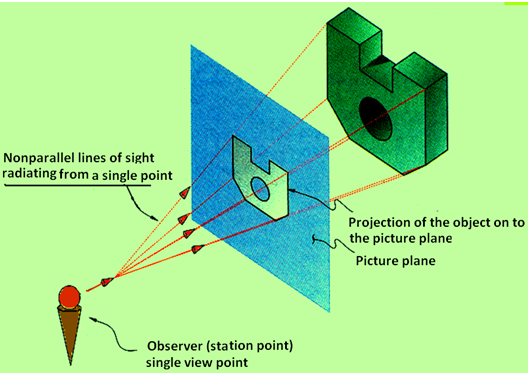 Nonparallel lines of sight
radiating from a single point
Projection of the object on to
the picture plane
Picture plane
Observer (station point)
single view point